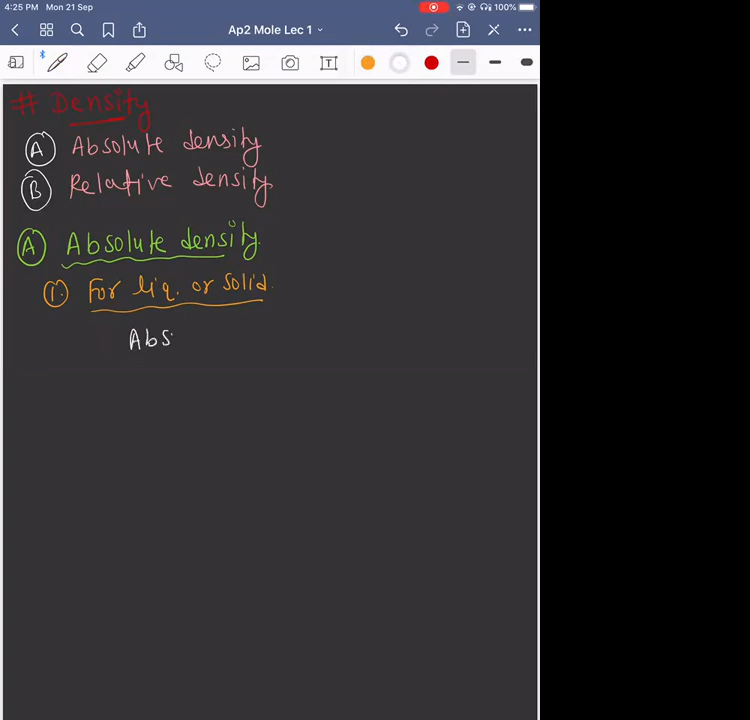 4:25 PM Mon 21 Sep 100%
Ap2 Mole Lec 1
T
# Density
A Absolute density
B Relative density
A Absolute density.
1. For liq. or solid.
Abs